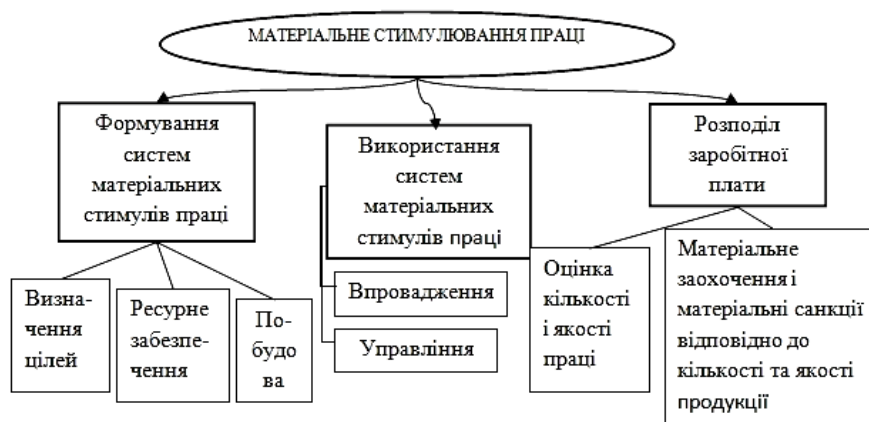 МАТЕРІАЛЬНЕ СТИМУЛЮВАННЯ ПРАЦІ
Формування
систем
матеріальних
стимулів праці
Використання
систем
матеріальних
стимулів праці
Розподіл
заробітної
плати
Визна-
чення
цілей
Ресурне
забезпе-
чення
По-
будо
ва
Впровадження
Управління
Оцінка
кількості
і якості
праці
Матеріальне
заохочення і
матеріальні санкції
відповідно до
кількості та якості
продукції